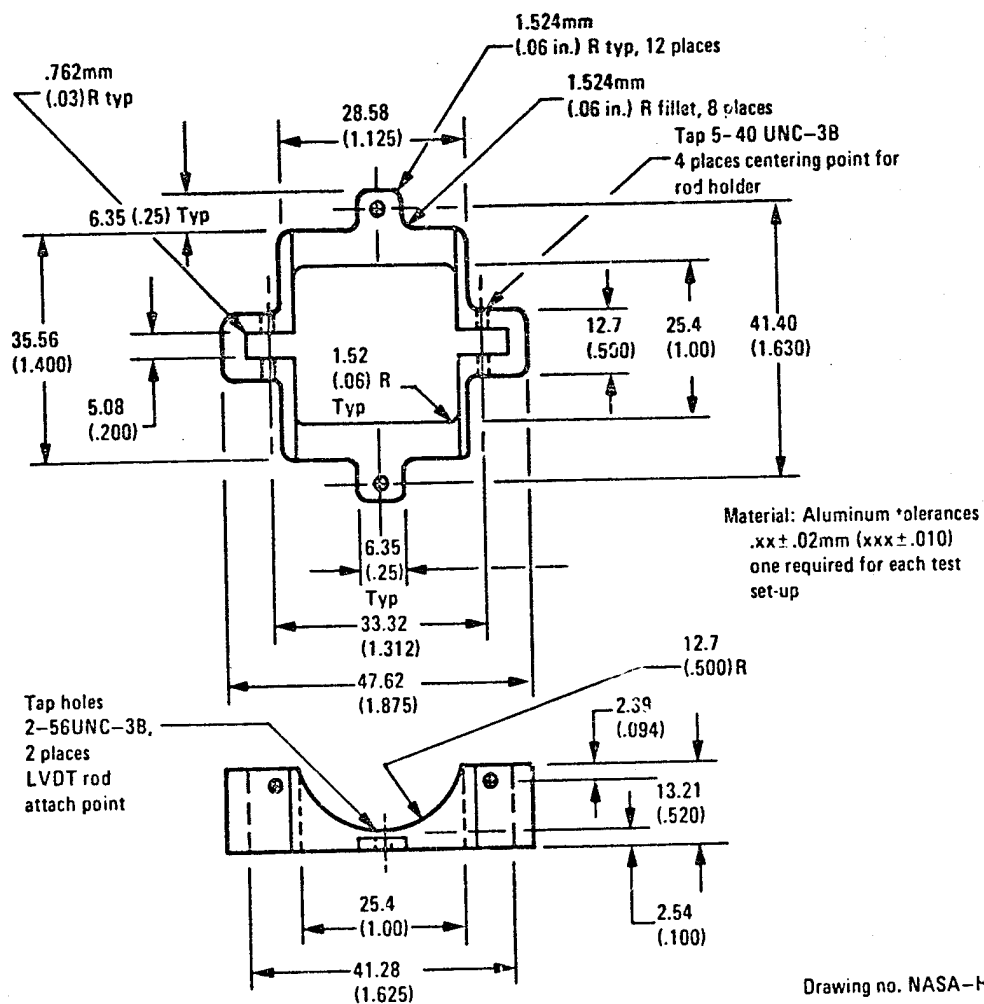 1.524mm
(.06 in.) R typ, 12 places
.762mm
(.03) R typ
1.524mm
(.06 in.) R fillet, 8 places
28.58
(1.125)
Tap 5-40 UNC-3B
4 places centering point for
rod holder
6.35 (.25) Typ
35.56
(1.400)
12.7
(.500)
25.4
(1.00)
41.40
(1.630)
1.52
(.06) R
Typ
5.08
(.200)
Material: Aluminum tolerances
.xx±.02mm (xxx±.010)
one required for each test
set-up
6.35
(.25)
Typ
33.32
(1.312)
12.7
(.500)R
47.62
(1.875)
Tap holes
2-56UNC-3B,
2 places
LVDT rod
attach point
2.39
(.094)
13.21
(.520)
25.4
(1.00)
2.54
(.100)
41.28
(1.625)
Drawing no. NASA-H